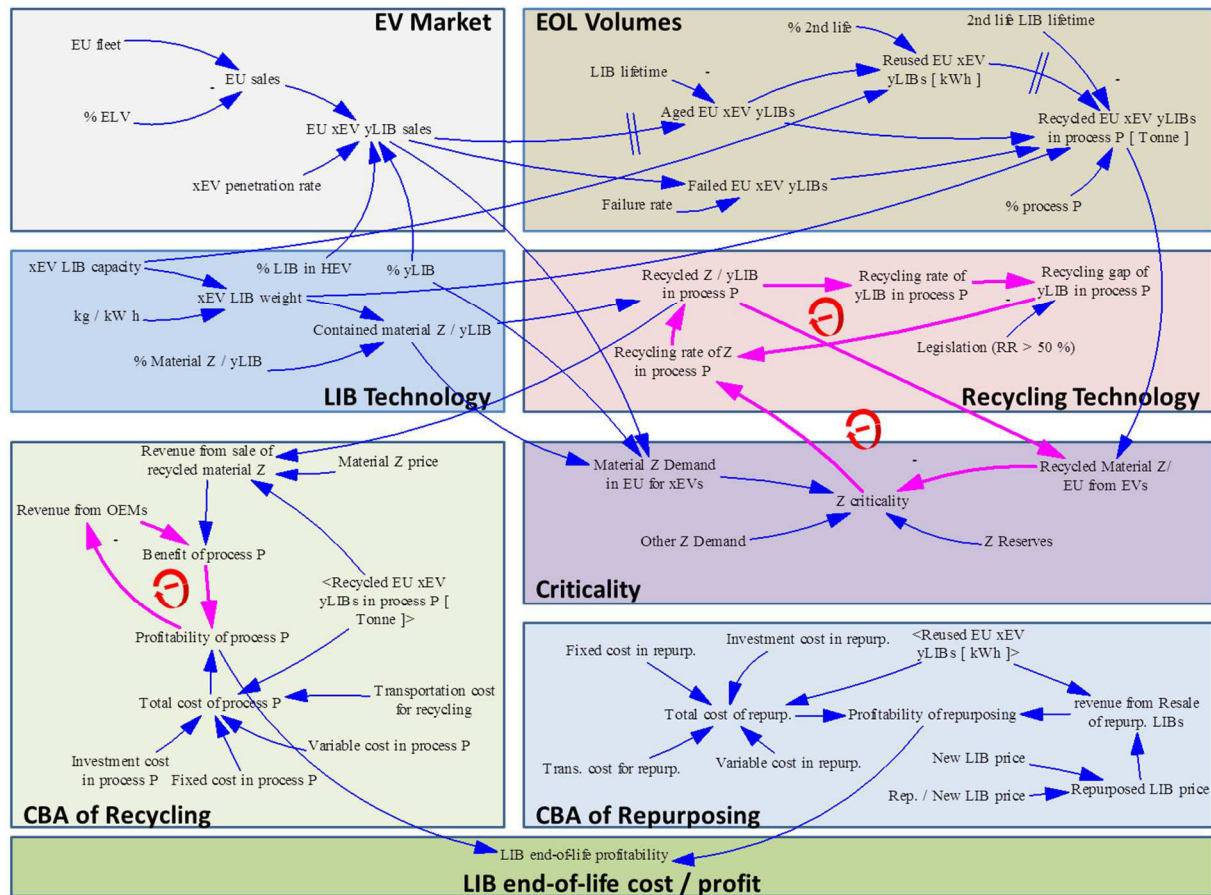 EV Market
EU fleet
EU sales
-
% ELV
EU xEV yLIB sales
xEV penetration rate
EOL Volumes
% 2nd life
2nd life LIB lifetime
LIB lifetime
-
Reused EU xEV
yLIBs [ kWh ]
-
Aged EU xEV yLIBs
Recycled EU xEV yLIBs
in process P [ Tonne ]
Failed EU xEV yLIBs
Failure rate
% process P
xEV LIB capacity
% LIB in HEV
% yLIB
xEV LIB weight
kg / kW h
Contained material Z / yLIB
% Material Z / yLIB
LIB Technology
Recycled Z / yLIB
in process P
Recycling rate of
yLIB in process P
Recycling gap of
yLIB in process P
-
-
Legislation (RR > 50 %)
Recycling rate of Z
in process P
Recycling Technology
-
Revenue from sale of
recycled material Z
Material Z price
Revenue from OEMs
-
Benefit of process P
-
<Recycled EU xEV
yLIBs in process P [
Tonne ]>
Profitability of process P
Total cost of process P
Transportation cost
for recycling
Variable cost in process P
Investment cost
in process P
Fixed cost in process P
CBA of Recycling
Material Z Demand
in EU for xEVs
-
Recycled Material Z/
EU from EVs
Z criticality
Other Z Demand
Z Reserves
Criticality
Investment cost in repurp.
<Reused EU xEV
yLIBs [ kWh ]>
Fixed cost in repurp.
Total cost of repurp.
Profitability of repurposing
revenue from Resale
of repurp. LIBs
Trans. cost for repurp.
Variable cost in repurp.
New LIB price
Rep. / New LIB price
Repurposed LIB price
CBA of Repurposing
LIB end-of-life profitability
LIB end-of-life cost / profit